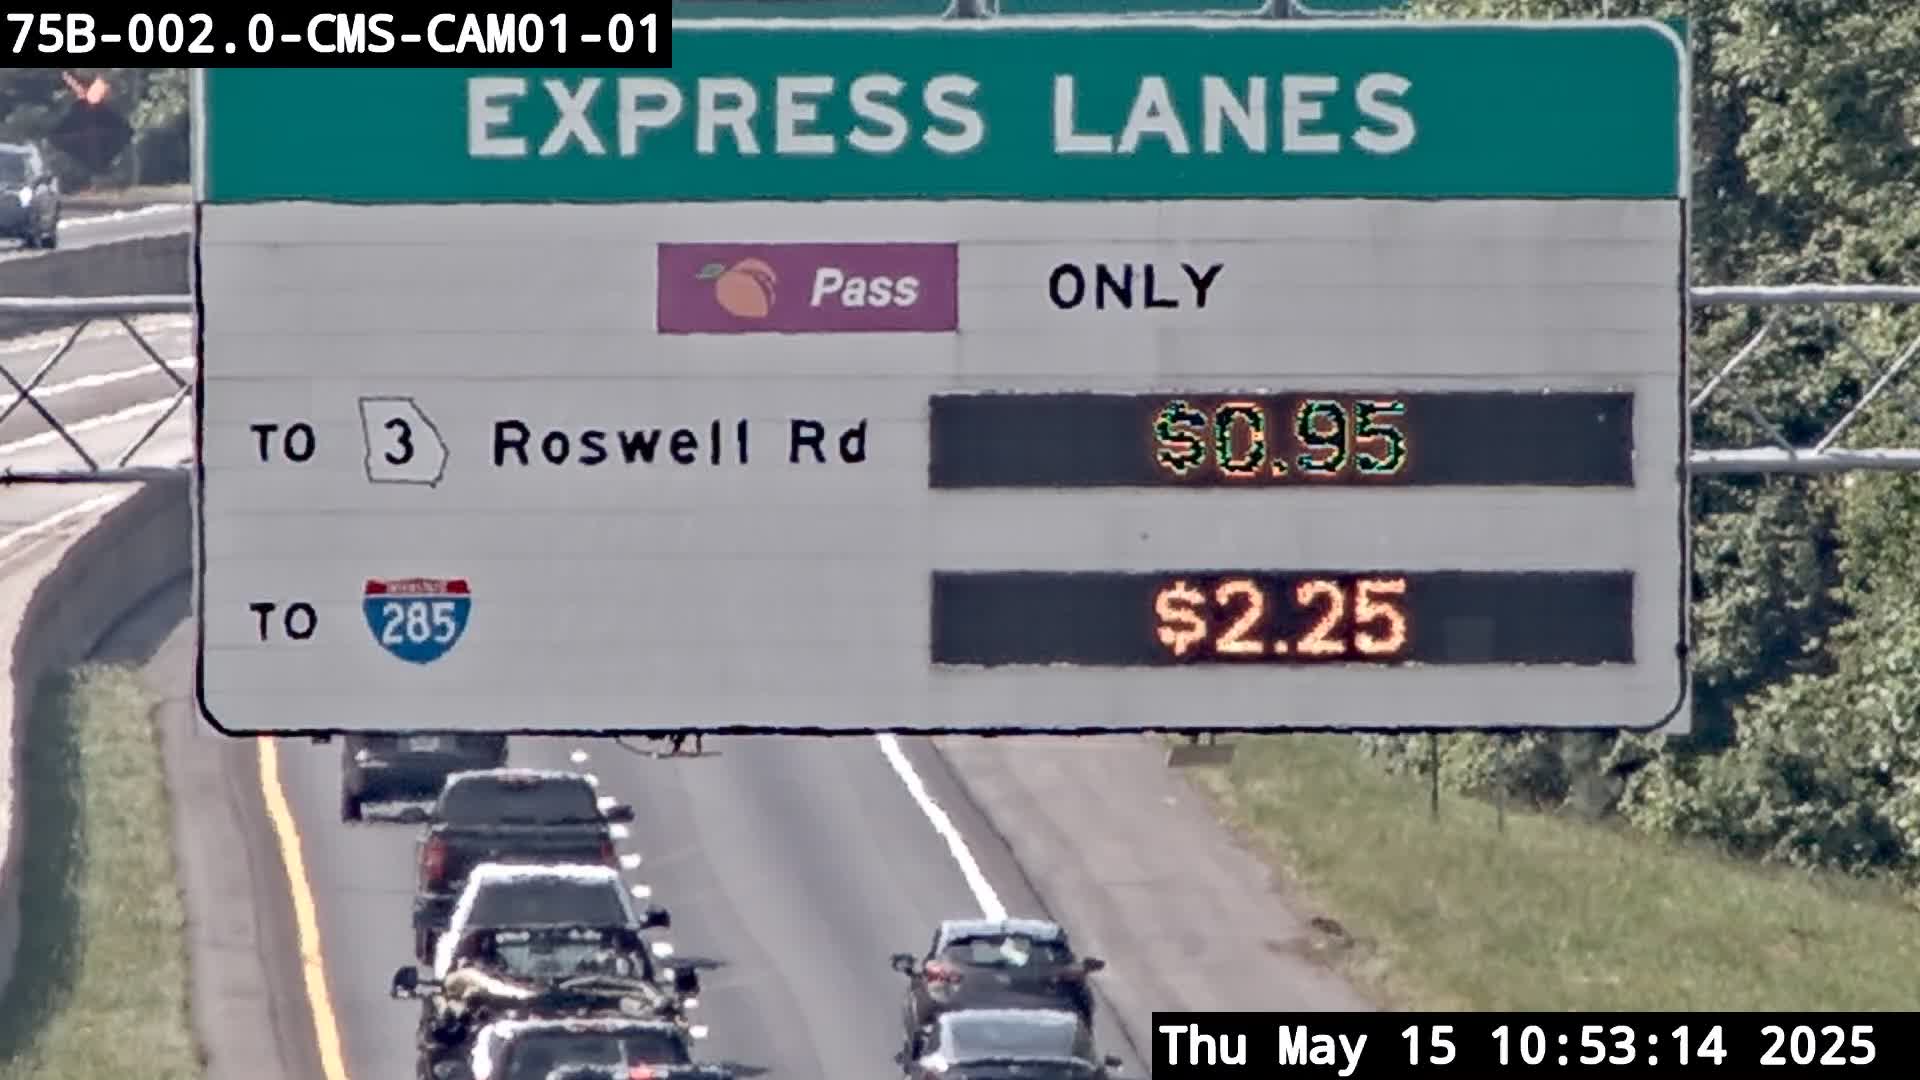 75B-002.0-CMS-CAM01-01
EXPRESS LANES
Pass ONLY
TO 3 Roswell Rd $0.95
INTERSTATE
TO 285 $2.25
Thu May 15 10:53:14 2025